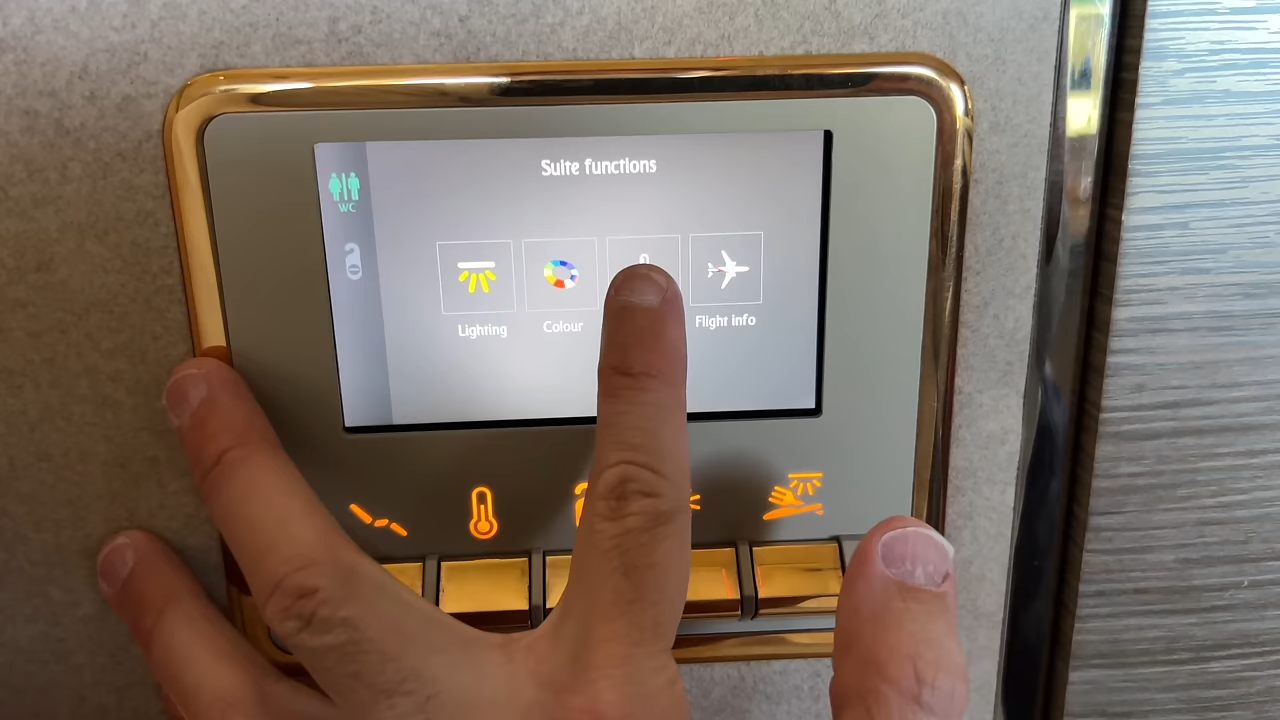 Suite functions
WC
Lighting
Colour
Flight info